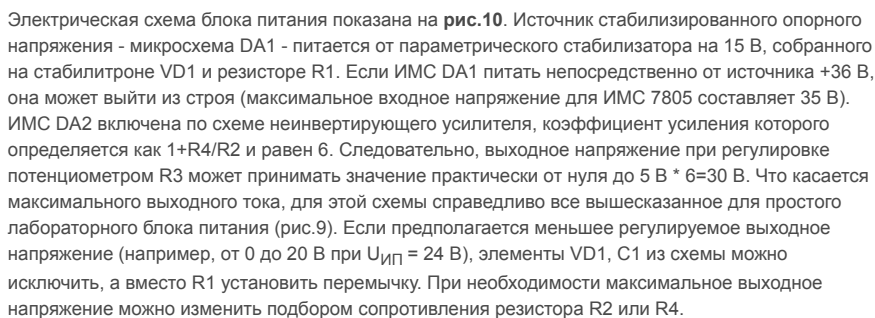 Электрическая схема блока питания показана на рис.10. Источник стабилизированного опорного
напряжения - микросхема DA1 - питается от параметрического стабилизатора на 15 В, собранного
на стабилитроне VD1 и резисторе R1. Если ИМС DA1 питать непосредственно от источника +36 В,
она может выйти из строя (максимальное входное напряжение для ИМС 7805 составляет 35 В).
ИМС DA2 включена по схеме неинвертирующего усилителя, коэффициент усиления которого
определяется как 1+R4/R2 и равен 6. Следовательно, выходное напряжение при регулировке
потенциометром R3 может принимать значение практически от нуля до 5 В * 6=30 В. Что касается
максимального выходного тока, для этой схемы справедливо все вышесказанное для простого
лабораторного блока питания (рис.9). Если предполагается меньшее регулируемое выходное
напряжение (например, от 0 до 20 В при UИП = 24 В), элементы VD1, С1 из схемы можно
исключить, а вместо R1 установить перемычку. При необходимости максимальное выходное
напряжение можно изменить подбором сопротивления резистора R2 или R4.